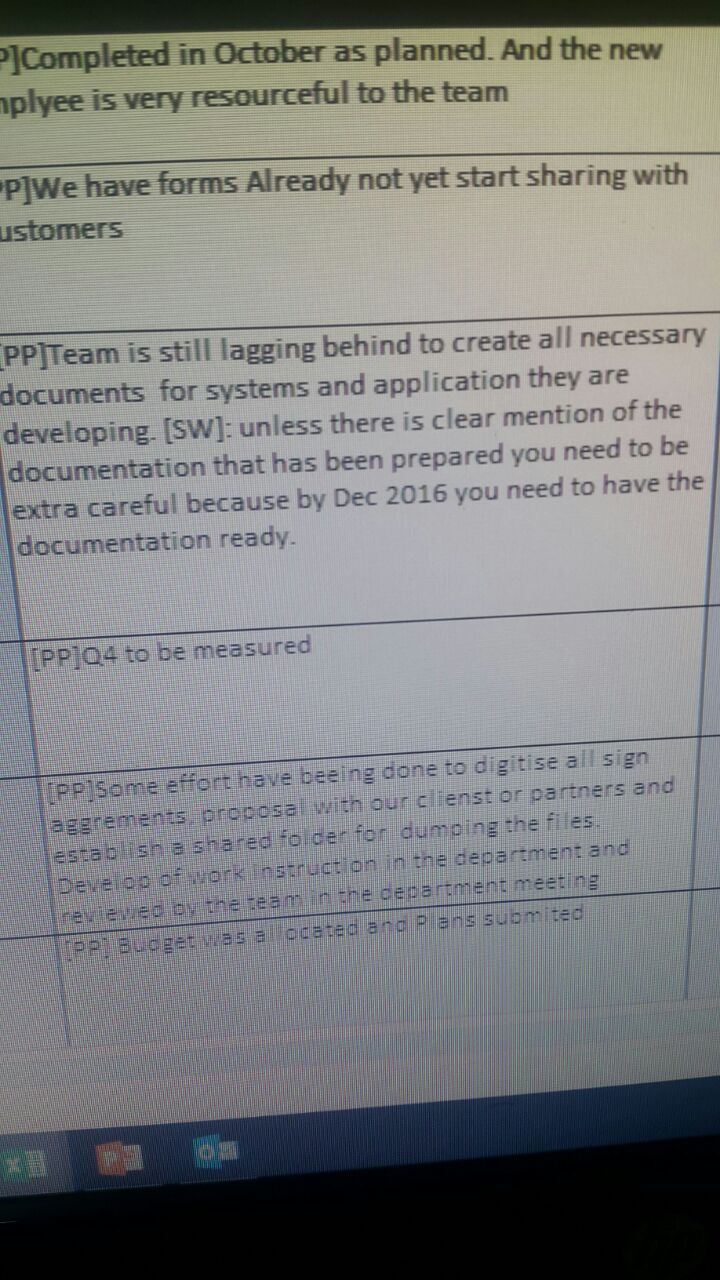 P]Completed in October as planned. And the new
mplyee is very resourceful to the team
PP]We have forms Already not yet start sharing with
ustomers
[PP]Team is still lagging behind to create all necessary
documents for systems and application they are
developing. [SW]: unless there is clear mention of the
documentation that has been prepared you need to be
extra careful because by Dec 2016 you need to have the
documentation ready.
[PP]Q4 to be measured
[PP]Some effort have beeing done to digitise all sign
aggrements, proposal with our clienst or partners and
establish a shared folder for dumping the files.
Develop of work instruction in the department and
reviewed by the team in the department meeting
[PP] Budget was allocated and Plans submited
hp